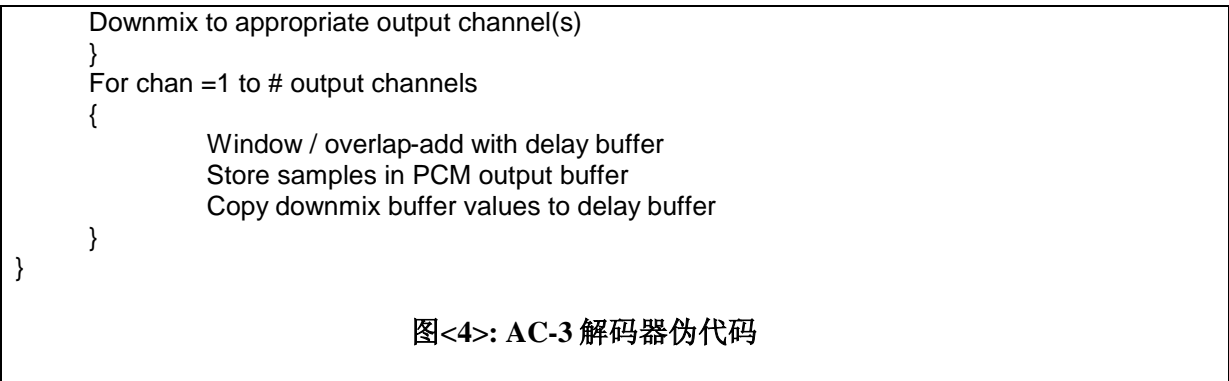 Downmix to appropriate output channel(s)
}
For chan =1 to # output channels
{
Window / overlap-add with delay buffer
Store samples in PCM output buffer
Copy downmix buffer values to delay buffer
}
}
图<4>: AC-3 解码器伪代码